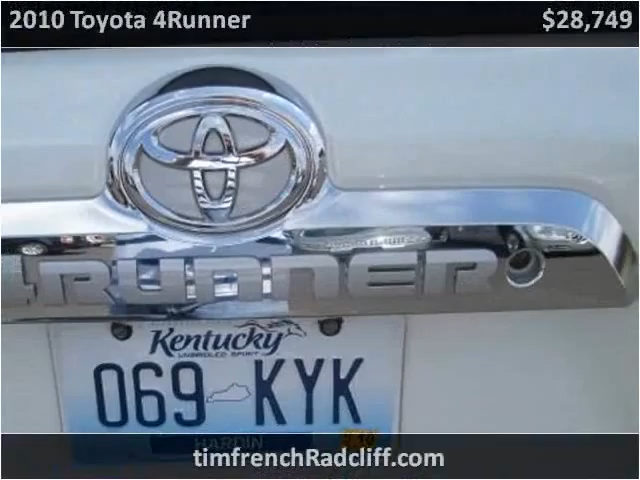 2010 Toyota 4Runner $28,749
RUNNER
Kentucky
UNBRIDLED SPIRIT
069 KYK
HARDIN
timfrenchRadcliff.com